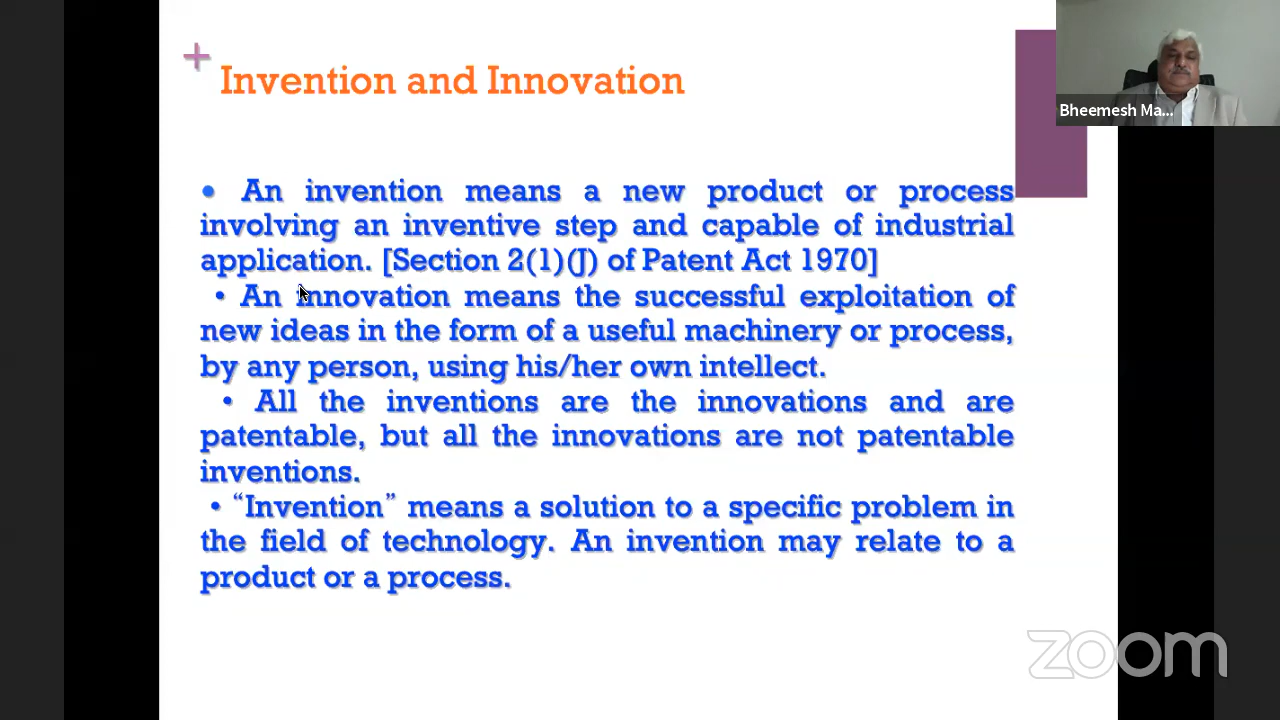 +
Invention and Innovation
Bheemesh Ma...
• An invention means a new product or process
involving an inventive step and capable of industrial
application. [Section 2(1)(J) of Patent Act 1970]
• An innovation means the successful exploitation of
new ideas in the form of a useful machinery or process,
by any person, using his/her own intellect.
• All the inventions are the innovations and are
patentable, but all the innovations are not patentable
inventions.
• “Invention” means a solution to a specific problem in
the field of technology. An invention may relate to a
product or a process.
zoom